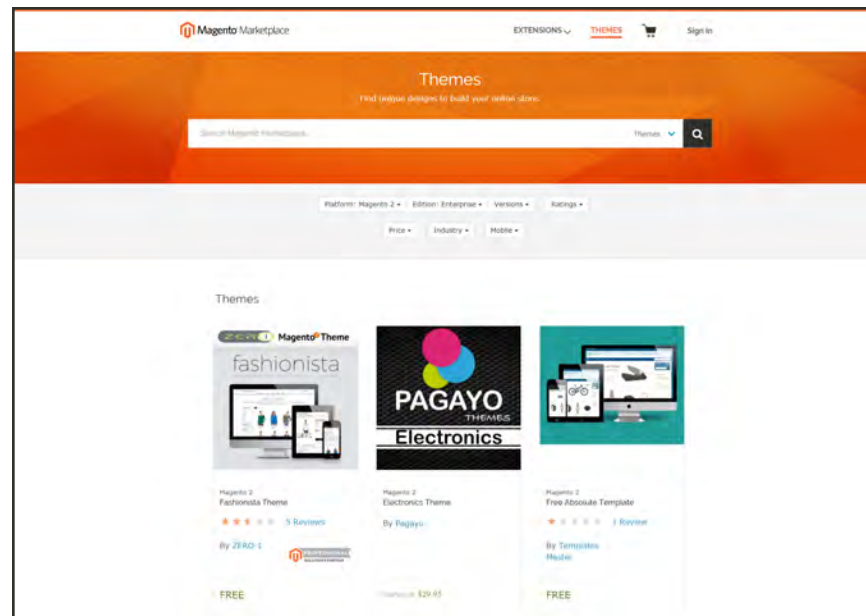 Magento Marketplace
EXTENSIONS
THEMES
Sign In
Themes
Find unique designs to build your online store.
Search Magento Marketplace...
Themes
Platform: Magento 2
Edition: Enterprise
Versions
Ratings
Price
Industry
Mobile
Themes
ZERO 1 Magento Theme
fashionista
PAGAYO
THEMES
Electronics
Magento 2
Fashionista Theme
5 Reviews
By ZERO-1
PROFESSIONAL
SOLUTION PARTNER
FREE
Magento 2
Electronics Theme
By Pagayo
$29.95
Magento 2
Free Absolute Template
1 Review
By Templates
Master
FREE